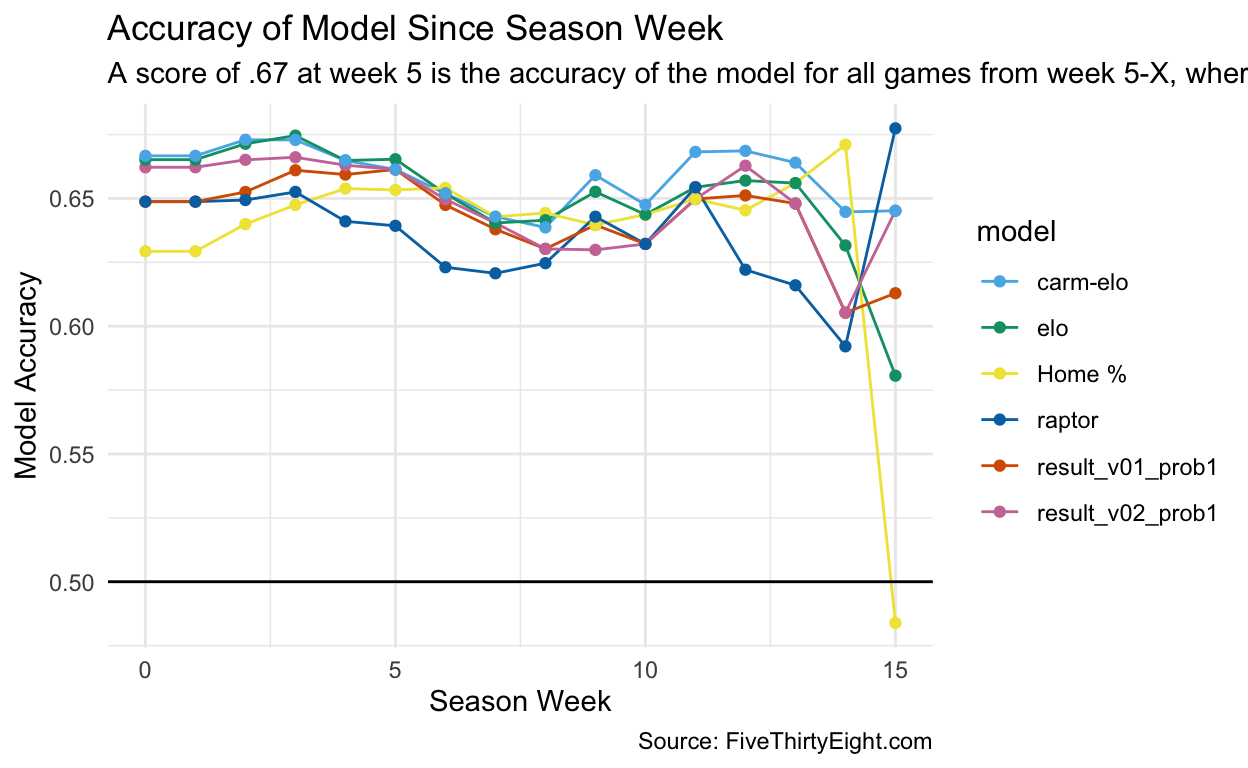 Accuracy of Model Since Season Week
A score of .67 at week 5 is the accuracy of the model for all games from week 5-X, wher
Model Accuracy
0.65
0.60
0.55
0.50
0
5
10
15
Season Week
model
carm-elo
elo
Home %
raptor
result_v01_prob1
result_v02_prob1
Source: FiveThirtyEight.com